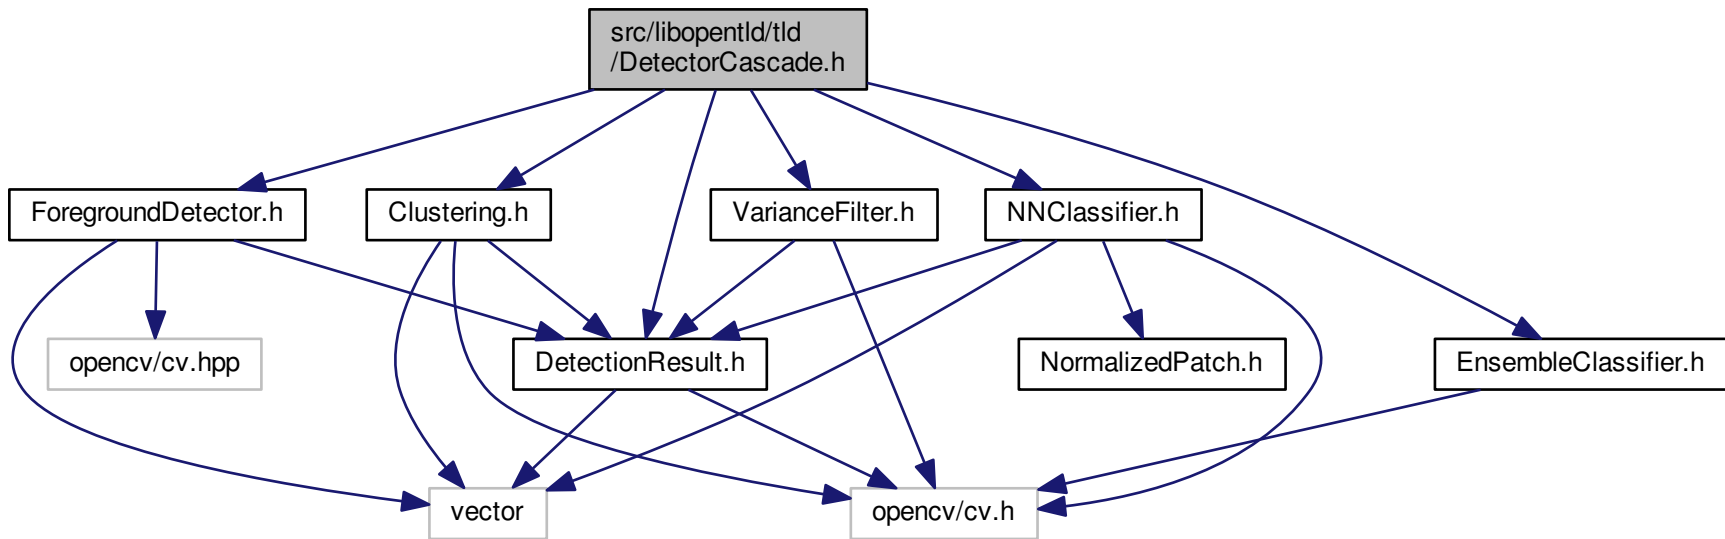 src/libopentld/tld
/DetectorCascade.h
ForegroundDetector.h
Clustering.h
VarianceFilter.h
NNClassifier.h
opencv/cv.hpp
DetectionResult.h
NormalizedPatch.h
EnsembleClassifier.h
vector
opencv/cv.h